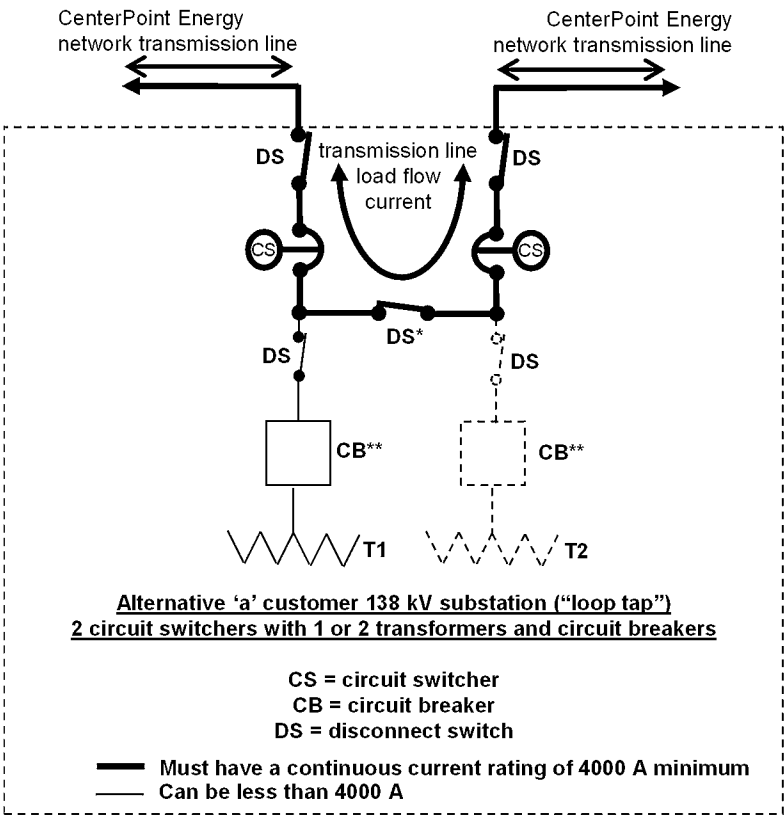 CenterPoint Energy
network transmission line
CenterPoint Energy
network transmission line
DS
transmission line
load flow
current
DS
CS
CS
DS*
DS
DS
CB**
CB**
T1
T2
Alternative ‘a’ customer 138 kV substation (“loop tap”)
2 circuit switchers with 1 or 2 transformers and circuit breakers
CS = circuit switcher
CB = circuit breaker
DS = disconnect switch
Must have a continuous current rating of 4000 A minimum
Can be less than 4000 A